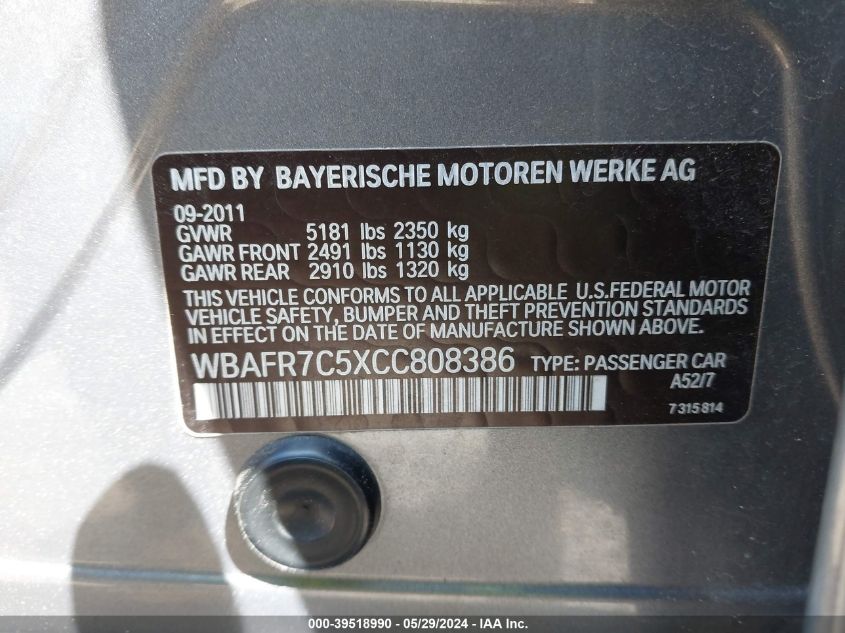 MFD BY BAYERISCHE MOTOREN WERKE AG
09-2011
GVWR 5181 lbs 2350 kg
GAWR FRONT 2491 lbs 1130 kg
GAWR REAR 2910 lbs 1320 kg
THIS VEHICLE CONFORMS TO ALL APPLICABLE U.S.FEDERAL MOTOR
VEHICLE SAFETY, BUMPER AND THEFT PREVENTION STANDARDS
IN EFFECT ON THE DATE OF MANUFACTURE SHOWN ABOVE.
WBAFR7C5XCC808386 TYPE: PASSENGER CAR
A52/7
7 315 814
000-39518990 - 05/29/2024 - IAA Inc.